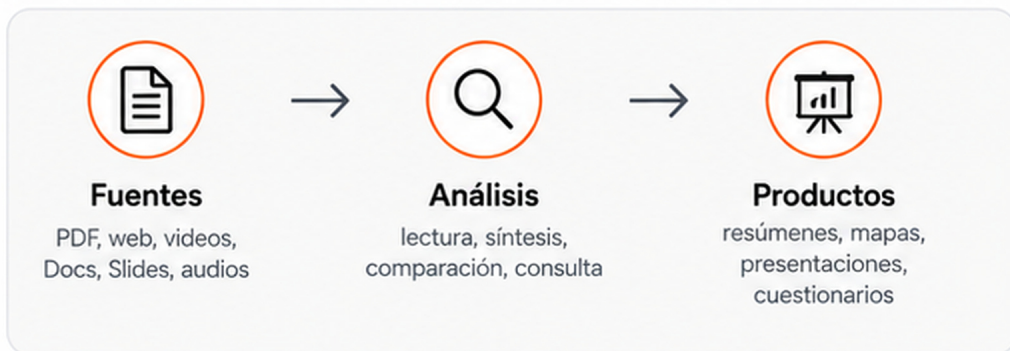 Fuentes
PDF, web, videos,
Docs, Slides, audios
Análisis
lectura, síntesis,
comparación, consulta
Productos
resúmenes, mapas,
presentaciones,
cuestionarios